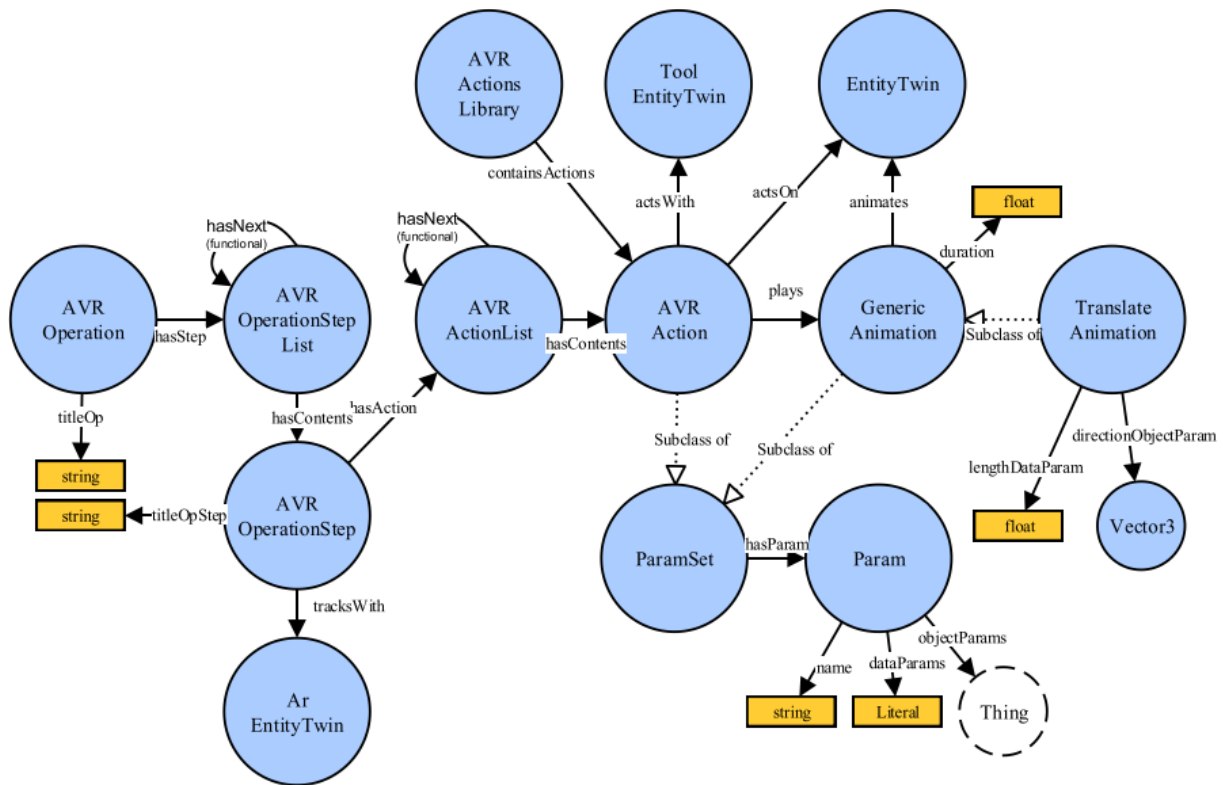 AVR
Actions
Library
Tool
EntityTwin
EntityTwin
containsActions
actsWith
actsOn
animates
float
duration
hasNext
(functional)
hasNext
(functional)
AVR
Operation
hasStep
AVR
OperationStep
List
AVR
ActionList
hasContents
AVR
Action
plays
Generic
Animation
Subclass of
Translate
Animation
titleOp
string
hasContents
hasAction
string
titleOpStep
AVR
OperationStep
tracksWith
Ar
EntityTwin
Subclass of
Subclass of
directionObjectParam
lengthDataParam
float
Vector3
ParamSet
hasParam
Param
name
dataParams
objectParams
string
Literal
Thing